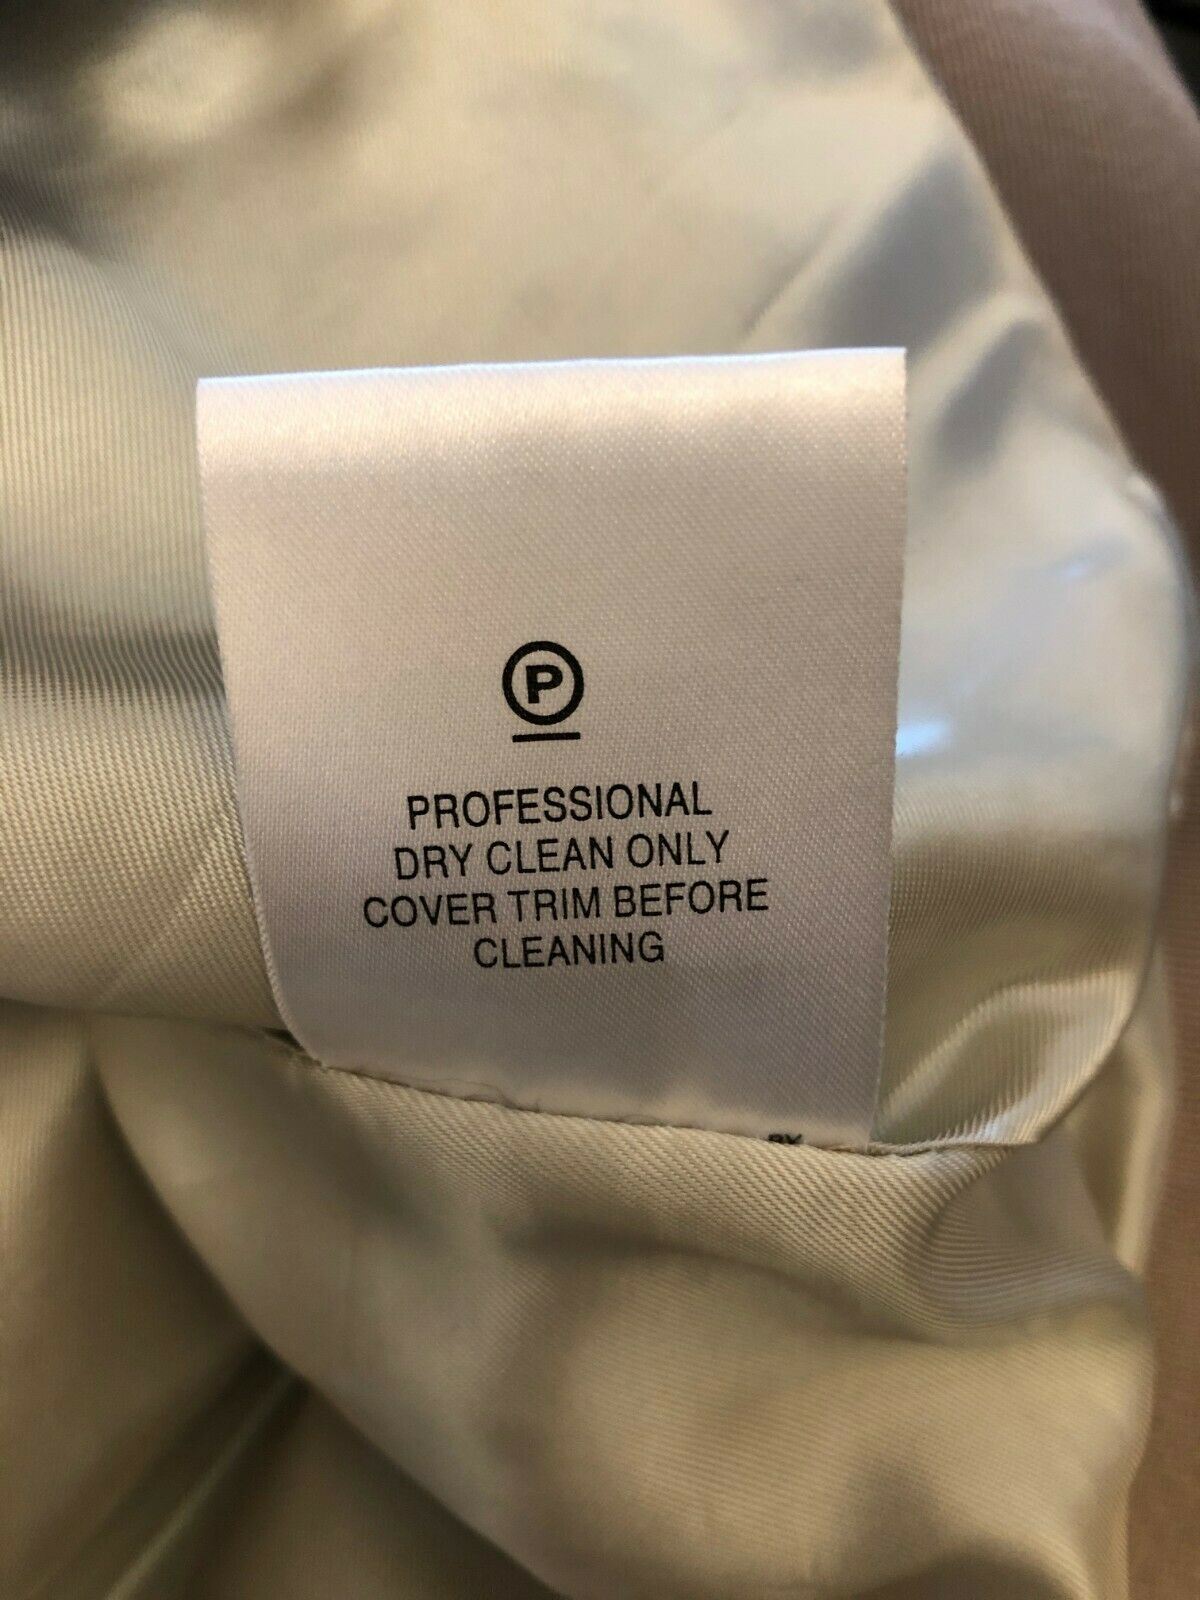 P
PROFESSIONAL
DRY CLEAN ONLY
COVER TRIM BEFORE
CLEANING